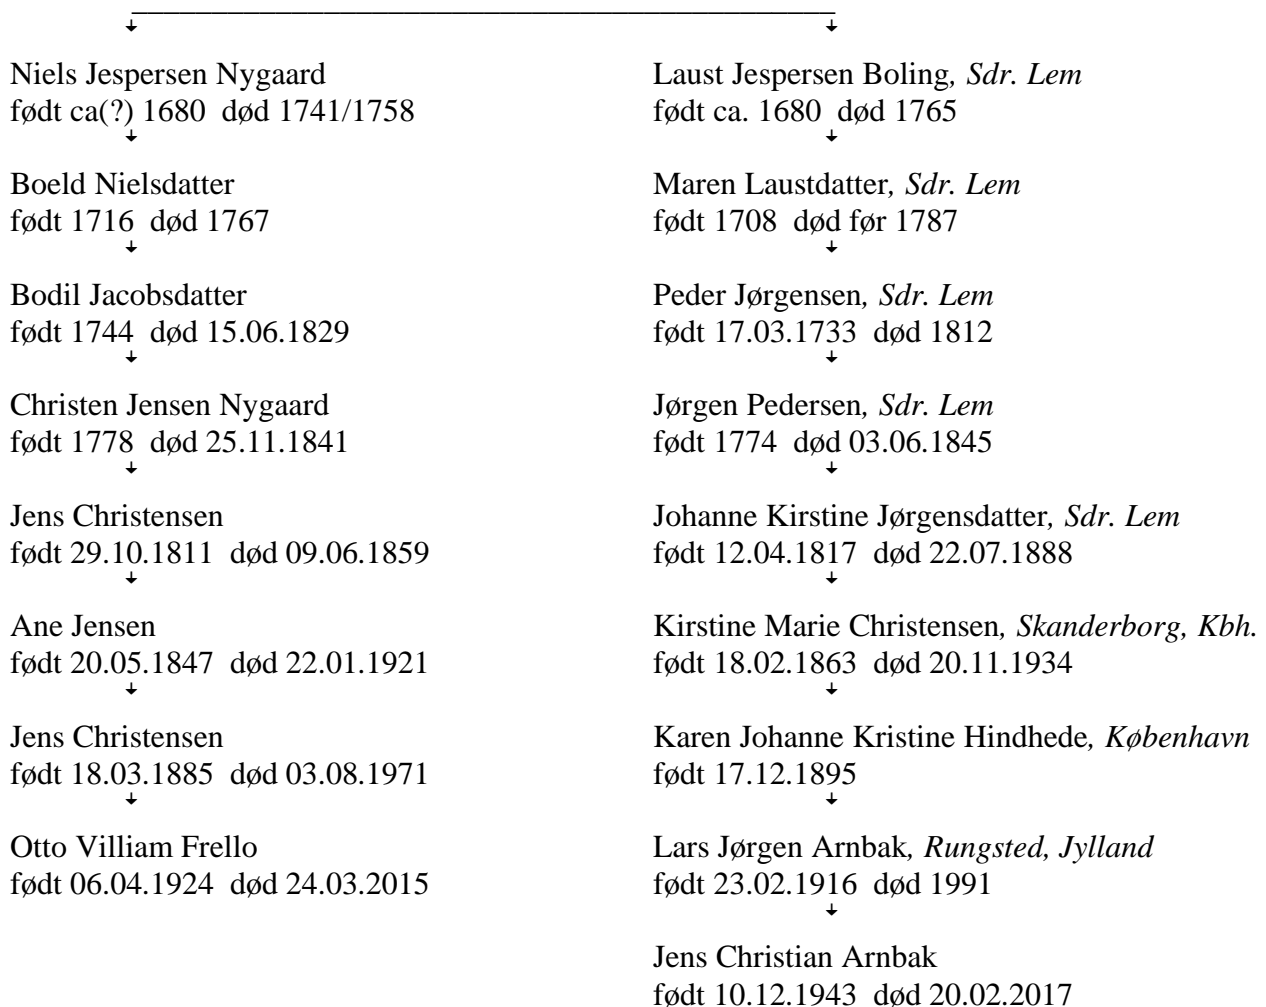 Niels Jespersen Nygaard
født ca(?) 1680 død 1741/1758
Boeld Nielsdatter
født 1716 død 1767
Bodil Jacobsdatter
født 1744 død 15.06.1829
Christen Jensen Nygaard
født 1778 død 25.11.1841
Jens Christensen
født 29.10.1811 død 09.06.1859
Ane Jensen
født 20.05.1847 død 22.01.1921
Jens Christensen
født 18.03.1885 død 03.08.1971
Otto Villiam Frello
født 06.04.1924 død 24.03.2015
Laust Jespersen Boling, Sdr. Lem
født ca. 1680 død 1765
Maren Laustdatter, Sdr. Lem
født 1708 død før 1787
Peder Jørgensen, Sdr. Lem
født 17.03.1733 død 1812
Jørgen Pedersen, Sdr. Lem
født 1774 død 03.06.1845
Johanne Kirstine Jørgensdatter, Sdr. Lem
født 12.04.1817 død 22.07.1888
Kirstine Marie Christensen, Skanderborg, Kbh.
født 18.02.1863 død 20.11.1934
Karen Johanne Kristine Hindhede, København
født 17.12.1895
Lars Jørgen Arnbak, Rungsted, Jylland
født 23.02.1916 død 1991
Jens Christian Arnbak
født 10.12.1943 død 20.02.2017